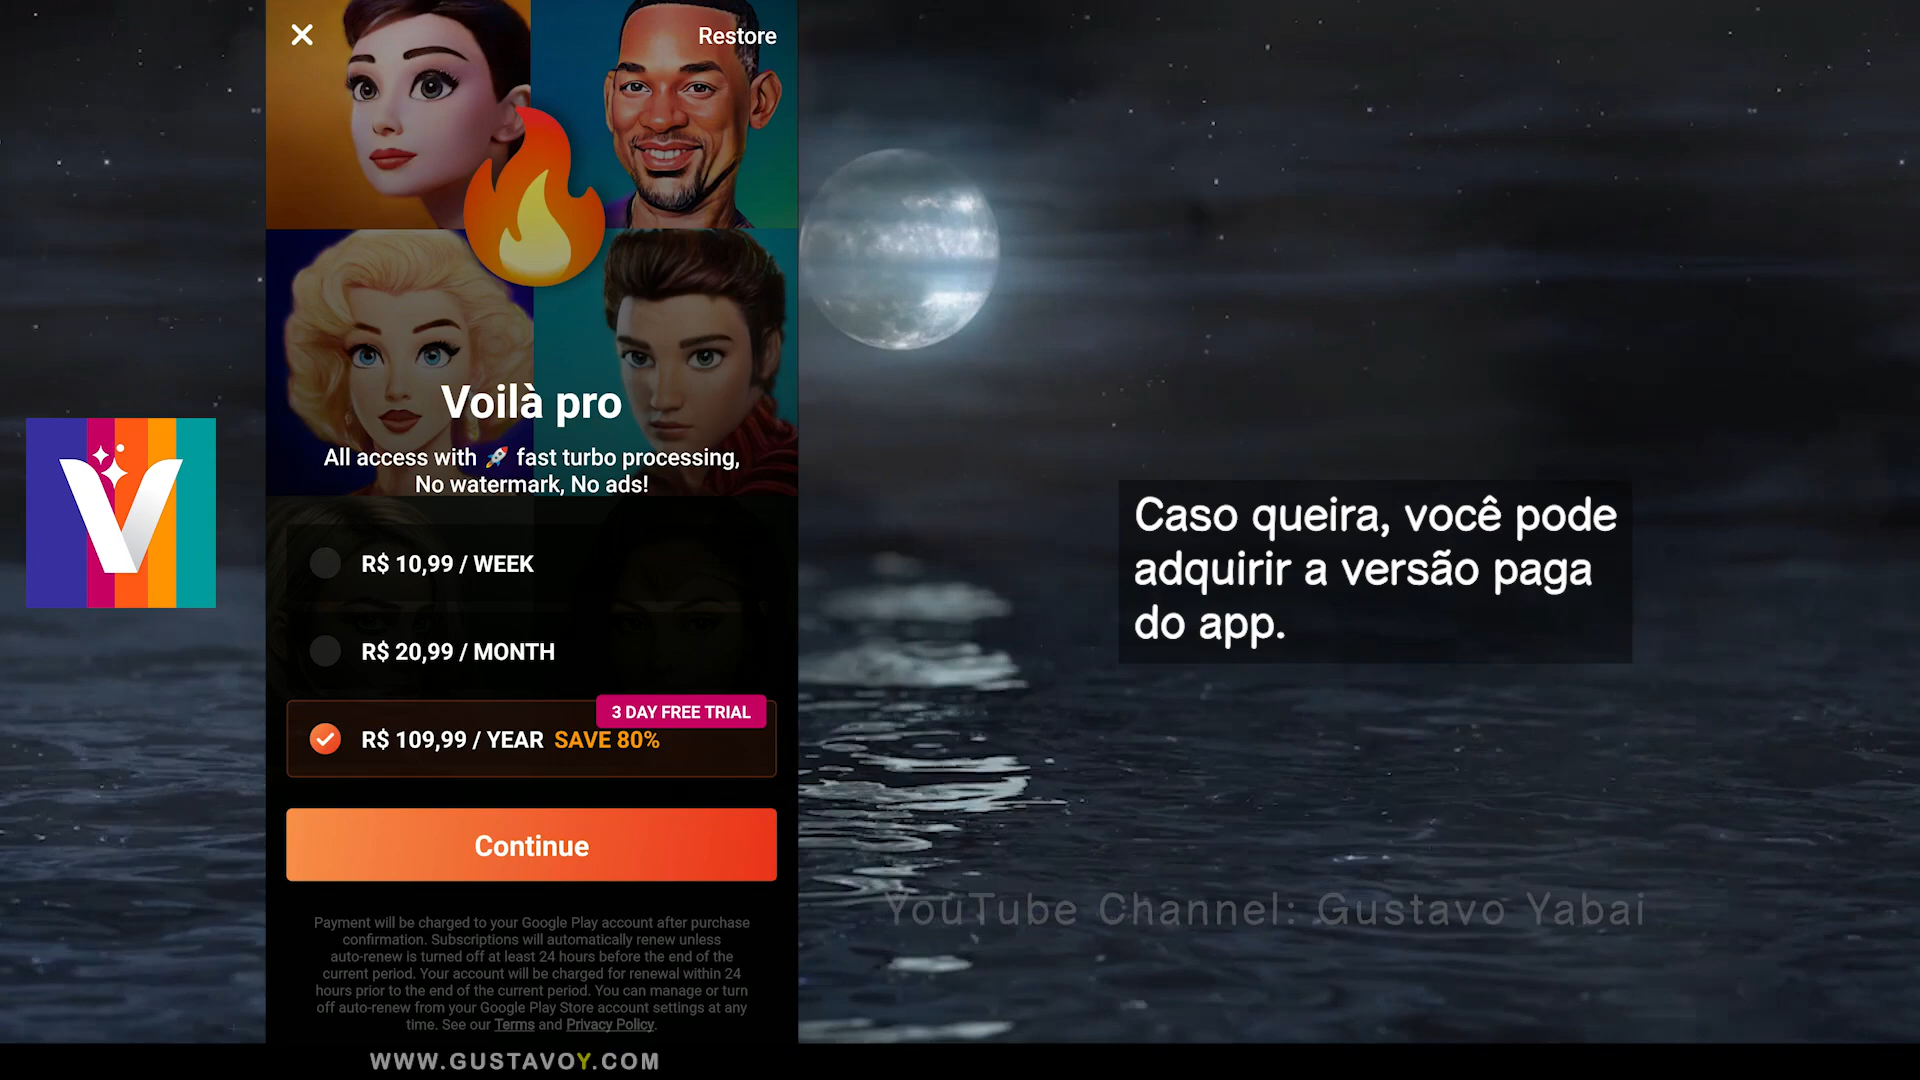 Restore
Voilà pro
All access with 🚀 fast turbo processing,
No watermark, No ads!
R$ 10,99 / WEEK
R$ 20,99 / MONTH
3 DAY FREE TRIAL
R$ 109,99 / YEAR SAVE 80%
Continue
Payment will be charged to your Google Play account after purchase
confirmation. Subscriptions will automatically renew unless
auto-renew is turned off at least 24 hours before the end of the
current period. Your account will be charged for renewal within 24
hours prior to the end of the current period. You can manage or turn
off auto-renew from your Google Play Store account settings at any
time. See our Terms and Privacy Policy.
V
Caso queira, você pode
adquirir a versão paga
do app.
YouTube Channel: Gustavo Yabai
WWW.GUSTAVOY.COM